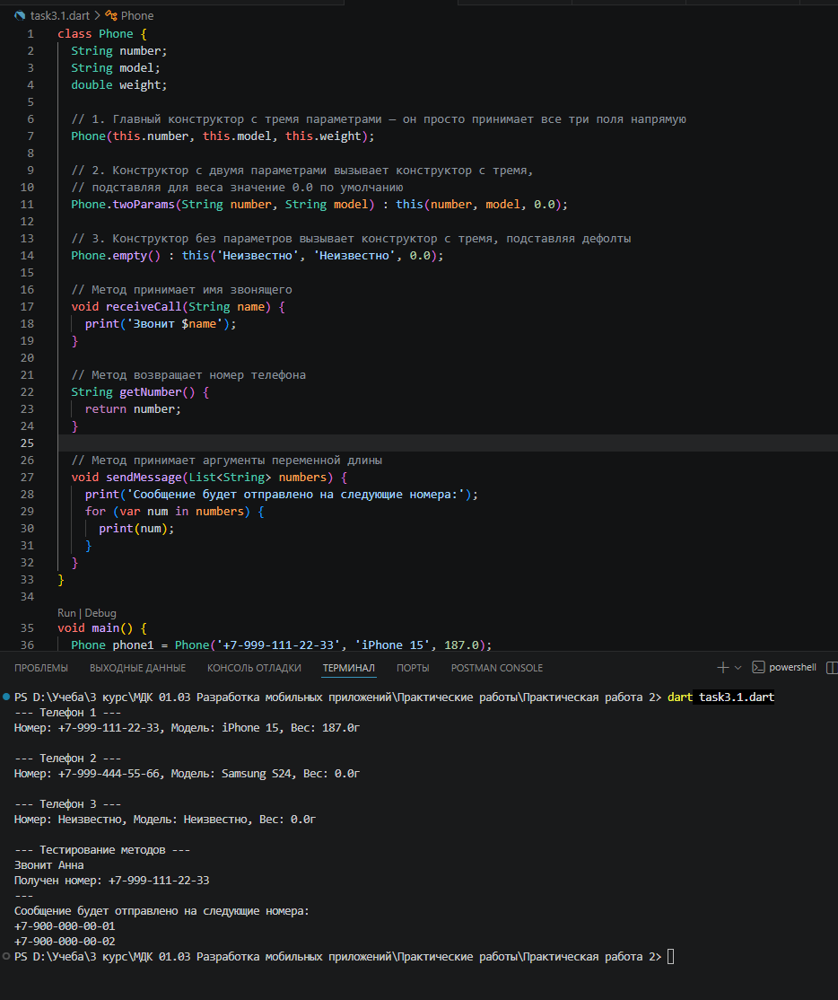 task3.1.dart > Phone
1 class Phone {
2 String number;
3 String model;
4 double weight;
5
6 // 1. Главный конструктор с тремя параметрами — он просто принимает все три поля напрямую
7 Phone(this.number, this.model, this.weight);
8
9 // 2. Конструктор с двумя параметрами вызывает конструктор с тремя,
10 // подставляя для веса значение 0.0 по умолчанию
11 Phone.twoParams(String number, String model) : this(number, model, 0.0);
12
13 // 3. Конструктор без параметров вызывает конструктор с тремя, подставляя дефолты
14 Phone.empty() : this('Неизвестно', 'Неизвестно', 0.0);
15
16 // Метод принимает имя звонящего
17 void receiveCall(String name) {
18 print('Звонит $name');
19 }
20
21 // Метод возвращает номер телефона
22 String getNumber() {
23 return number;
24 }
25
26 // Метод принимает аргументы переменной длины
27 void sendMessage(List<String> numbers) {
28 print('Сообщение будет отправлено на следующие номера:');
29 for (var num in numbers) {
30 print(num);
31 }
32 }
33 }
34
Run | Debug
35 void main() {
36 Phone phone1 = Phone('+7-999-111-22-33', 'iPhone 15', 187.0);
ПРОБЛЕМЫ ВЫХОДНЫЕ ДАННЫЕ КОНСОЛЬ ОТЛАДКИ ТЕРМИНАЛ ПОРТЫ POSTMAN CONSOLE powershell
PS D:\Учеба\3 курс\МДК 01.03 Разработка мобильных приложений\Практические работы\Практическая работа 2> dart task3.1.dart
--- Телефон 1 ---
Номер: +7-999-111-22-33, Модель: iPhone 15, Вес: 187.0г

--- Телефон 2 ---
Номер: +7-999-444-55-66, Модель: Samsung S24, Вес: 0.0г

--- Телефон 3 ---
Номер: Неизвестно, Модель: Неизвестно, Вес: 0.0г

--- Тестирование методов ---
Звонит Анна
Получен номер: +7-999-111-22-33
---
Сообщение будет отправлено на следующие номера:
+7-900-000-00-01
+7-900-000-00-02
PS D:\Учеба\3 курс\МДК 01.03 Разработка мобильных приложений\Практические работы\Практическая работа 2>